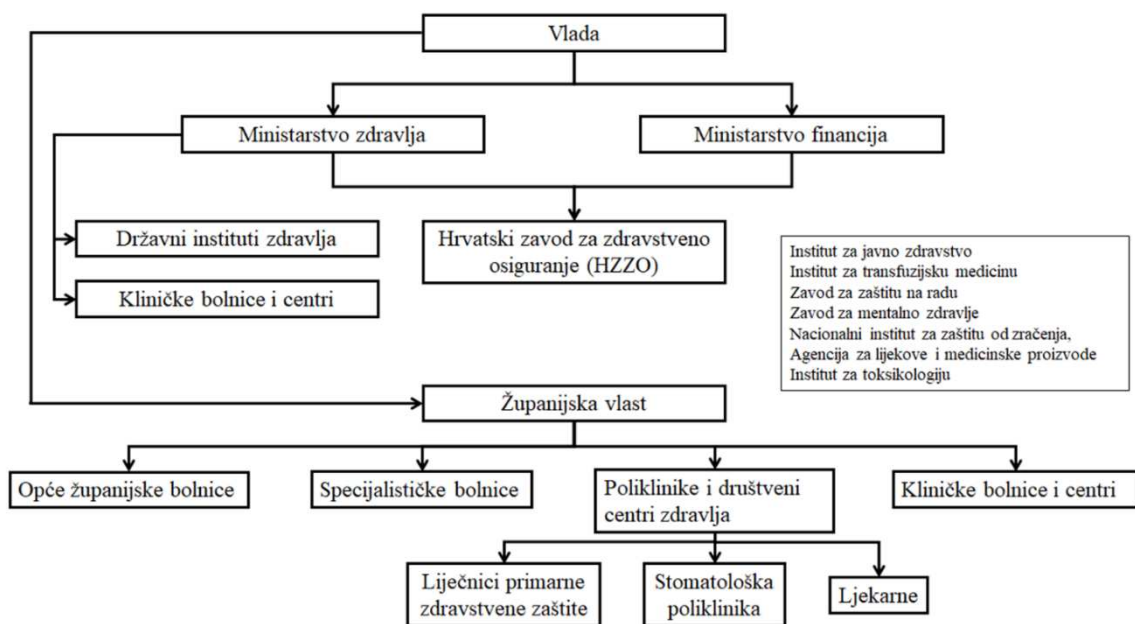 Vlada
Ministarstvo zdravlja
Ministarstvo financija
Državni instituti zdravlja
Hrvatski zavod za zdravstveno
osiguranje (HZZO)
Kliničke bolnice i centri
Institut za javno zdravstvo
Institut za transfuzijsku medicinu
Zavod za zaštitu na radu
Zavod za mentalno zdravlje
Nacionalni institut za zaštitu od zračenja,
Agencija za lijekove i medicinske proizvode
Institut za toksikologiju
Županijska vlast
Opće županijske bolnice
Specijalističke bolnice
Poliklinike i društveni
centri zdravlja
Kliničke bolnice i centri
Liječnici primarne
zdravstvene zaštite
Stomatološka
poliklinika
Ljekarne